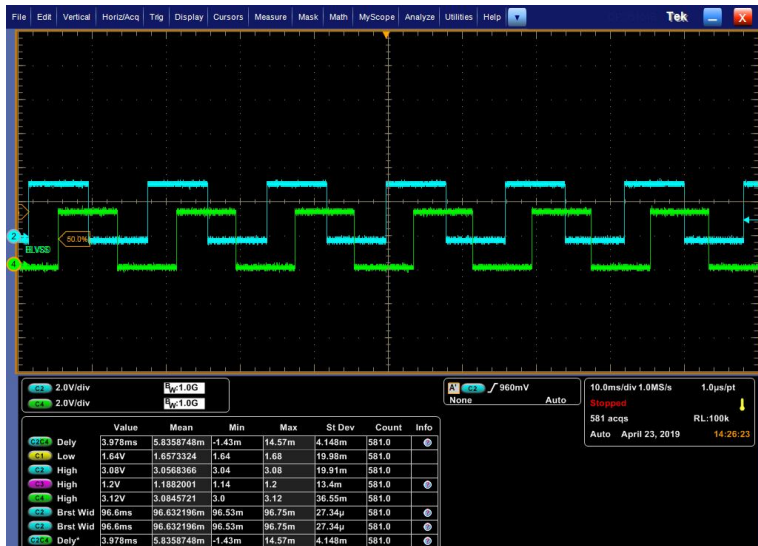 File Edit Vertical Horiz/Acq Trig Display Cursors Measure Mask Math MyScope Analyze Utilities Help Tek X
2
50.0%
ELVSS
4
C2 2.0V/div BW:1.0G
C4 2.0V/div BW:1.0G
A' C2 960mV
None Auto
10.0ms/div 1.0MS/s 1.0µs/pt
Stopped
581 acqs RL:100k
Auto April 23, 2019 14:26:23
Value Mean Min Max St Dev Count Info
C2C4 Dely 3.978ms 5.8358748m -1.43m 14.57m 4.148m 581.0
C1 Low 1.64V 1.6573324 1.64 1.68 19.98m 581.0
C2 High 3.08V 3.0568366 3.04 3.08 19.91m 581.0
C3 High 1.2V 1.1882001 1.14 1.2 13.4m 581.0
C4 High 3.12V 3.0845721 3.0 3.12 36.55m 581.0
C2 Brst Wid 96.6ms 96.632196m 96.53m 96.75m 27.34µ 581.0
C2 Brst Wid 96.6ms 96.632196m 96.53m 96.75m 27.34µ 581.0
C2C4 Dely* 3.978ms 5.8358748m -1.43m 14.57m 4.148m 581.0